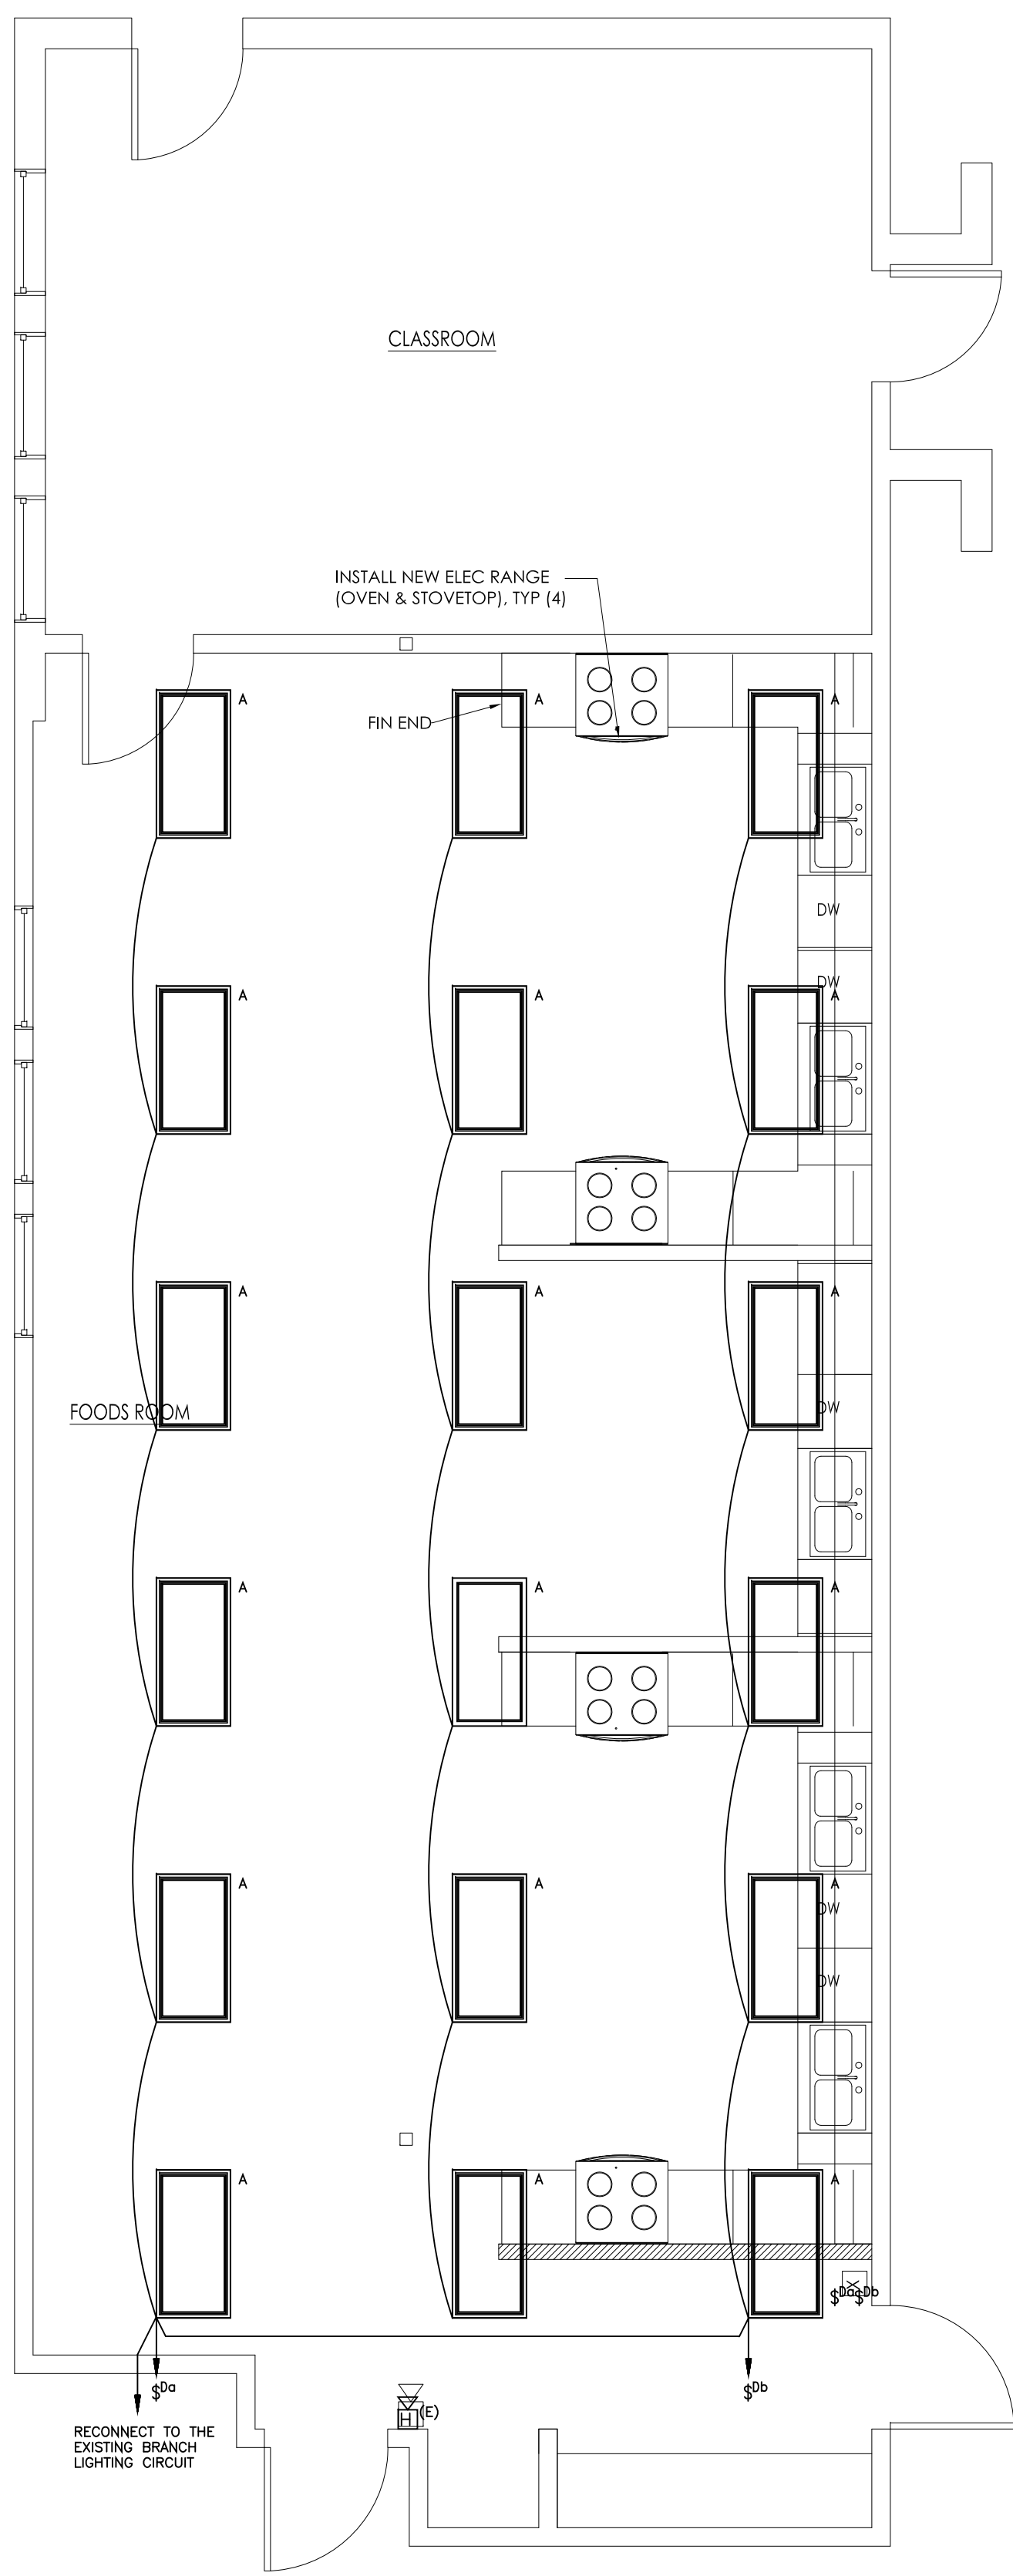 CLASSROOM
INSTALL NEW ELEC RANGE
(OVEN & STOVETOP), TYP (4)
FIN END
A
A
A
DW
DW
A
A
A
A
A
A
DW
FOODS ROOM
A
A
A
A
A
A
DW
DW
A
A
A
$Da $Db
$Da
$Db
(E)
H
RECONNECT TO THE
EXISTING BRANCH
LIGHTING CIRCUIT